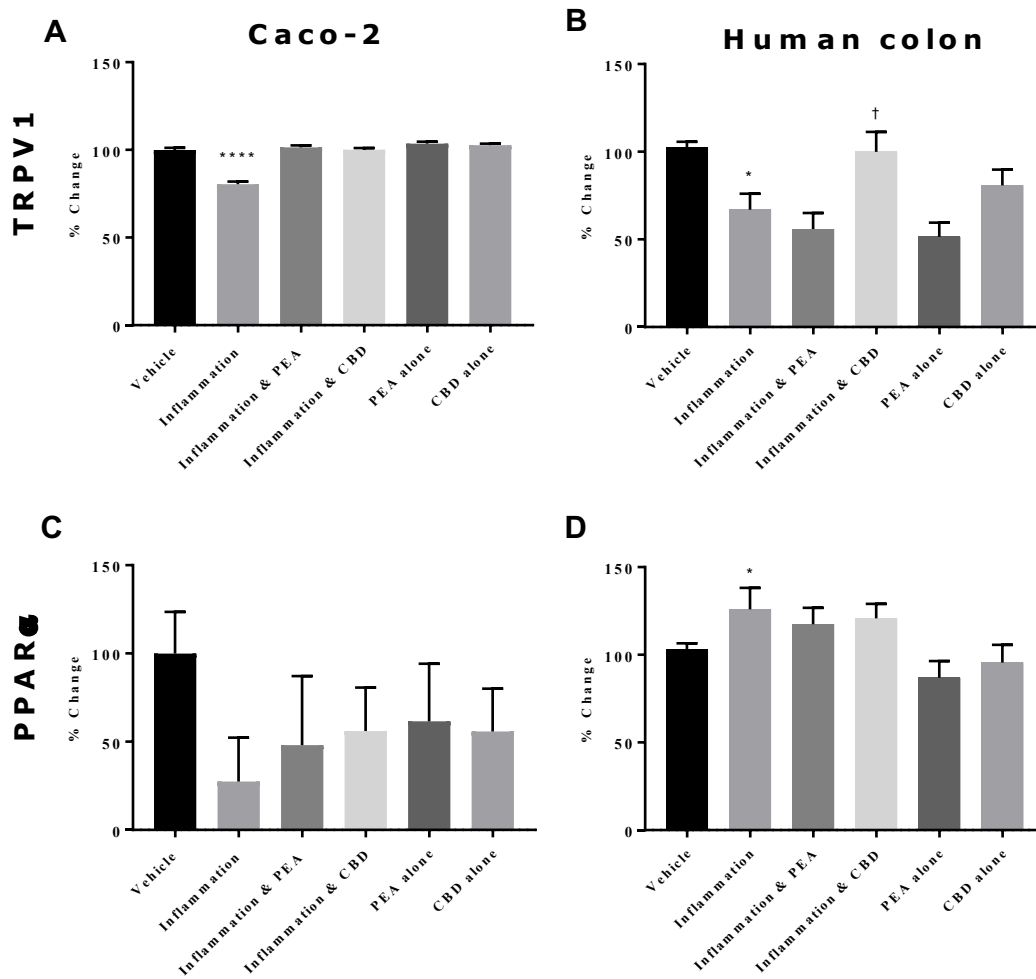 A
Caco-2
B
Human colon
TRPV1
% Change
150
100
50
0
****
Vehicle
Inflammation
Inflammation & PEA
Inflammation & CBD
PEA alone
CBD alone
% Change
150
100
50
0
*
†
Vehicle
Inflammation
Inflammation & PEA
Inflammation & CBD
PEA alone
CBD alone
C
D
PPARα
% Change
150
100
50
0
Vehicle
Inflammation
Inflammation & PEA
Inflammation & CBD
PEA alone
CBD alone
% Change
150
100
50
0
*
Vehicle
Inflammation
Inflammation & PEA
Inflammation & CBD
PEA alone
CBD alone